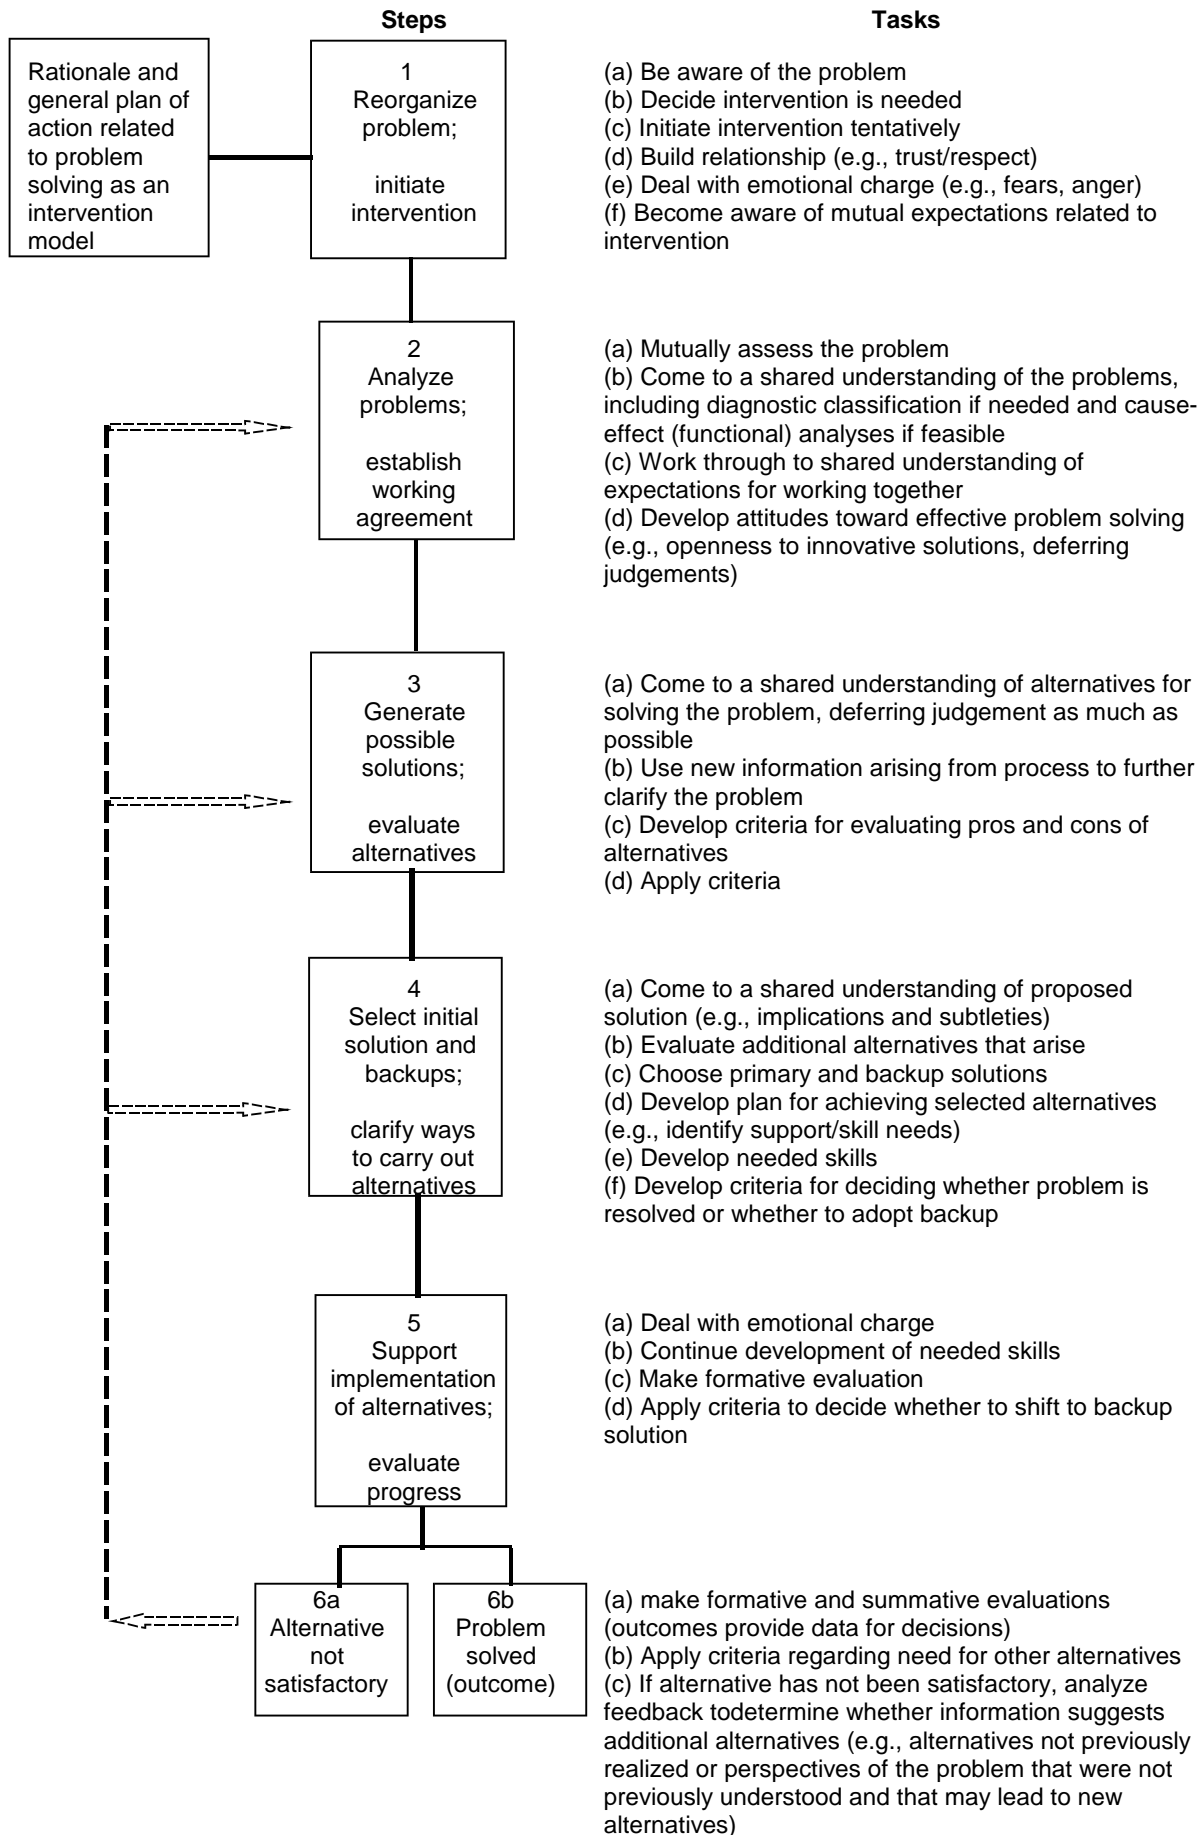 Steps
Tasks
Rationale and
general plan of
action related
to problem
solving as an
intervention
model
1
Reorganize
problem;
initiate
intervention
(a) Be aware of the problem
(b) Decide intervention is needed
(c) Initiate intervention tentatively
(d) Build relationship (e.g., trust/respect)
(e) Deal with emotional charge (e.g., fears, anger)
(f) Become aware of mutual expectations related to
intervention
2
Analyze
problems;
establish
working
agreement
(a) Mutually assess the problem
(b) Come to a shared understanding of the problems,
including diagnostic classification if needed and cause-
effect (functional) analyses if feasible
(c) Work through to shared understanding of
expectations for working together
(d) Develop attitudes toward effective problem solving
(e.g., openness to innovative solutions, deferring
judgements)
3
Generate
possible
solutions;
evaluate
alternatives
(a) Come to a shared understanding of alternatives for
solving the problem, deferring judgement as much as
possible
(b) Use new information arising from process to further
clarify the problem
(c) Develop criteria for evaluating pros and cons of
alternatives
(d) Apply criteria
4
Select initial
solution and
backups;
clarify ways
to carry out
alternatives
(a) Come to a shared understanding of proposed
solution (e.g., implications and subtleties)
(b) Evaluate additional alternatives that arise
(c) Choose primary and backup solutions
(d) Develop plan for achieving selected alternatives
(e.g., identify support/skill needs)
(e) Develop needed skills
(f) Develop criteria for deciding whether problem is
resolved or whether to adopt backup
5
Support
implementation
of alternatives;
evaluate
progress
(a) Deal with emotional charge
(b) Continue development of needed skills
(c) Make formative evaluation
(d) Apply criteria to decide whether to shift to backup
solution
6a
Alternative
not
satisfactory
6b
Problem
solved
(outcome)
(a) make formative and summative evaluations
(outcomes provide data for decisions)
(b) Apply criteria regarding need for other alternatives
(c) If alternative has not been satisfactory, analyze
feedback todetermine whether information suggests
additional alternatives (e.g., alternatives not previously
realized or perspectives of the problem that were not
previously understood and that may lead to new
alternatives)